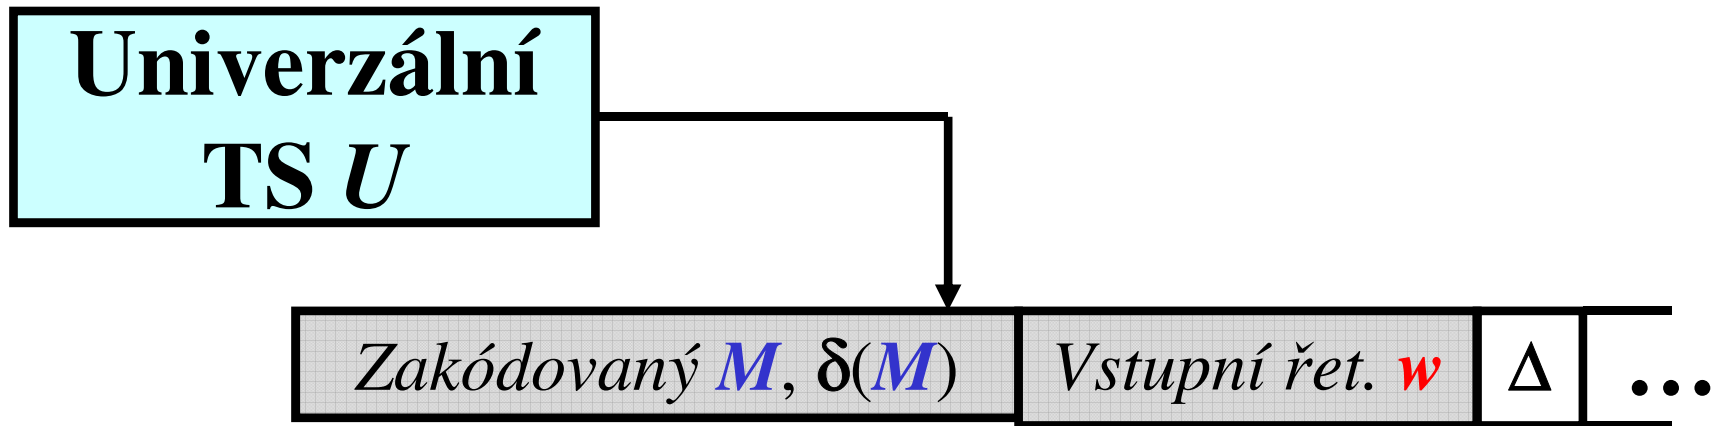 Univerzální
TS U
Zakódovaný M, δ(M) Vstupní řet. w Δ ...